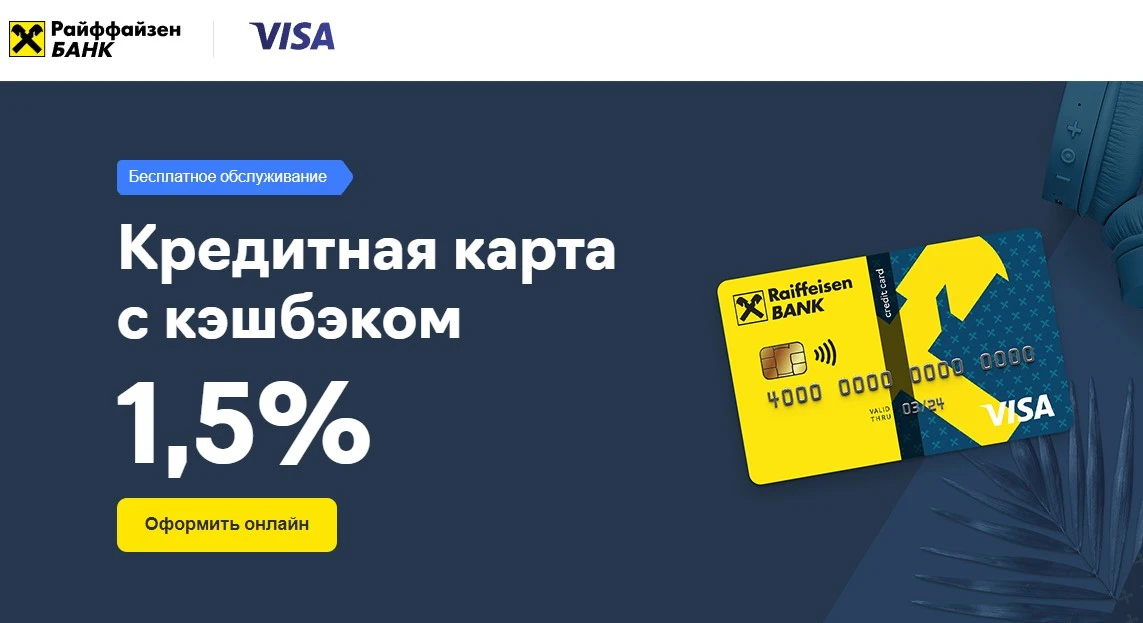 Райффайзен
БАНК
VISA
Бесплатное обслуживание
Кредитная карта
с кэшбэком
1,5%
Оформить онлайн
Raiffeisen
BANK
credit card
4000 0000 0000 0000
VALID
THRU
03/24
VISA